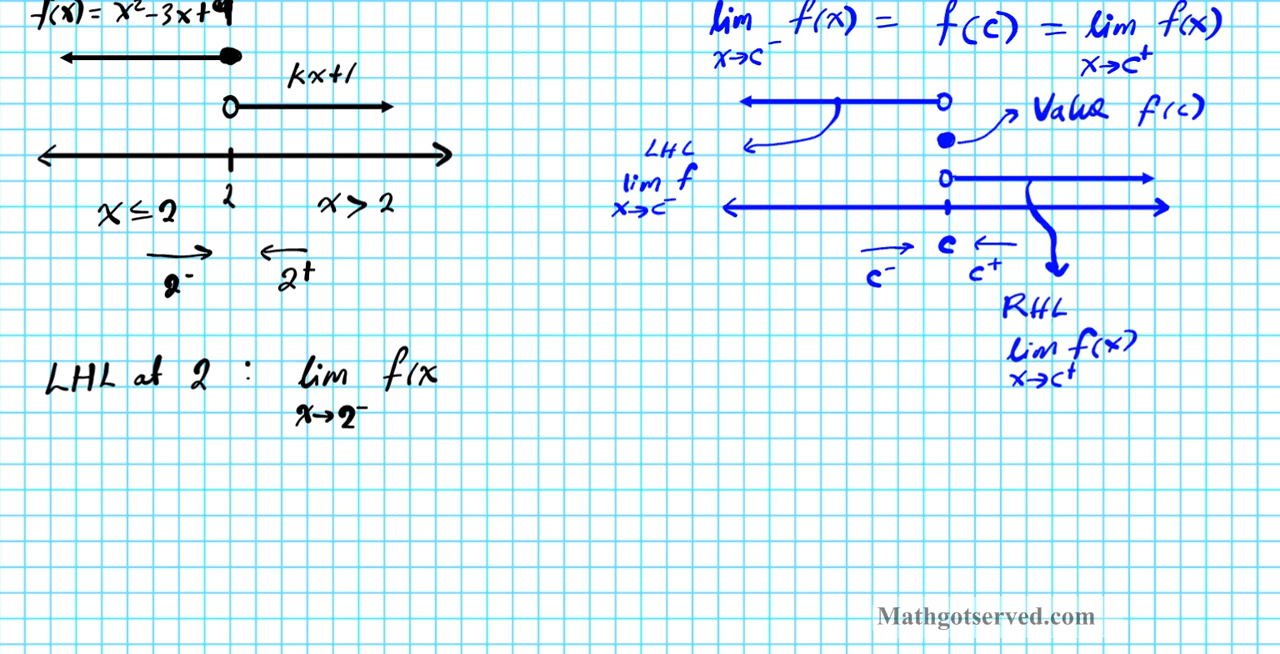 f(x) = x²-3x+9
kx+1
2
x ≤ 2
x > 2
2⁻
2⁺
LHL at 2 : lim f(x
x→2⁻
lim f(x) = f(c) = lim f(x)
x→c⁻ x→c⁺
Value f(c)
LHL
lim f
x→c⁻
c
c⁻
c⁺
RHL
lim f(x)
x→c⁺
Mathgotserved.com